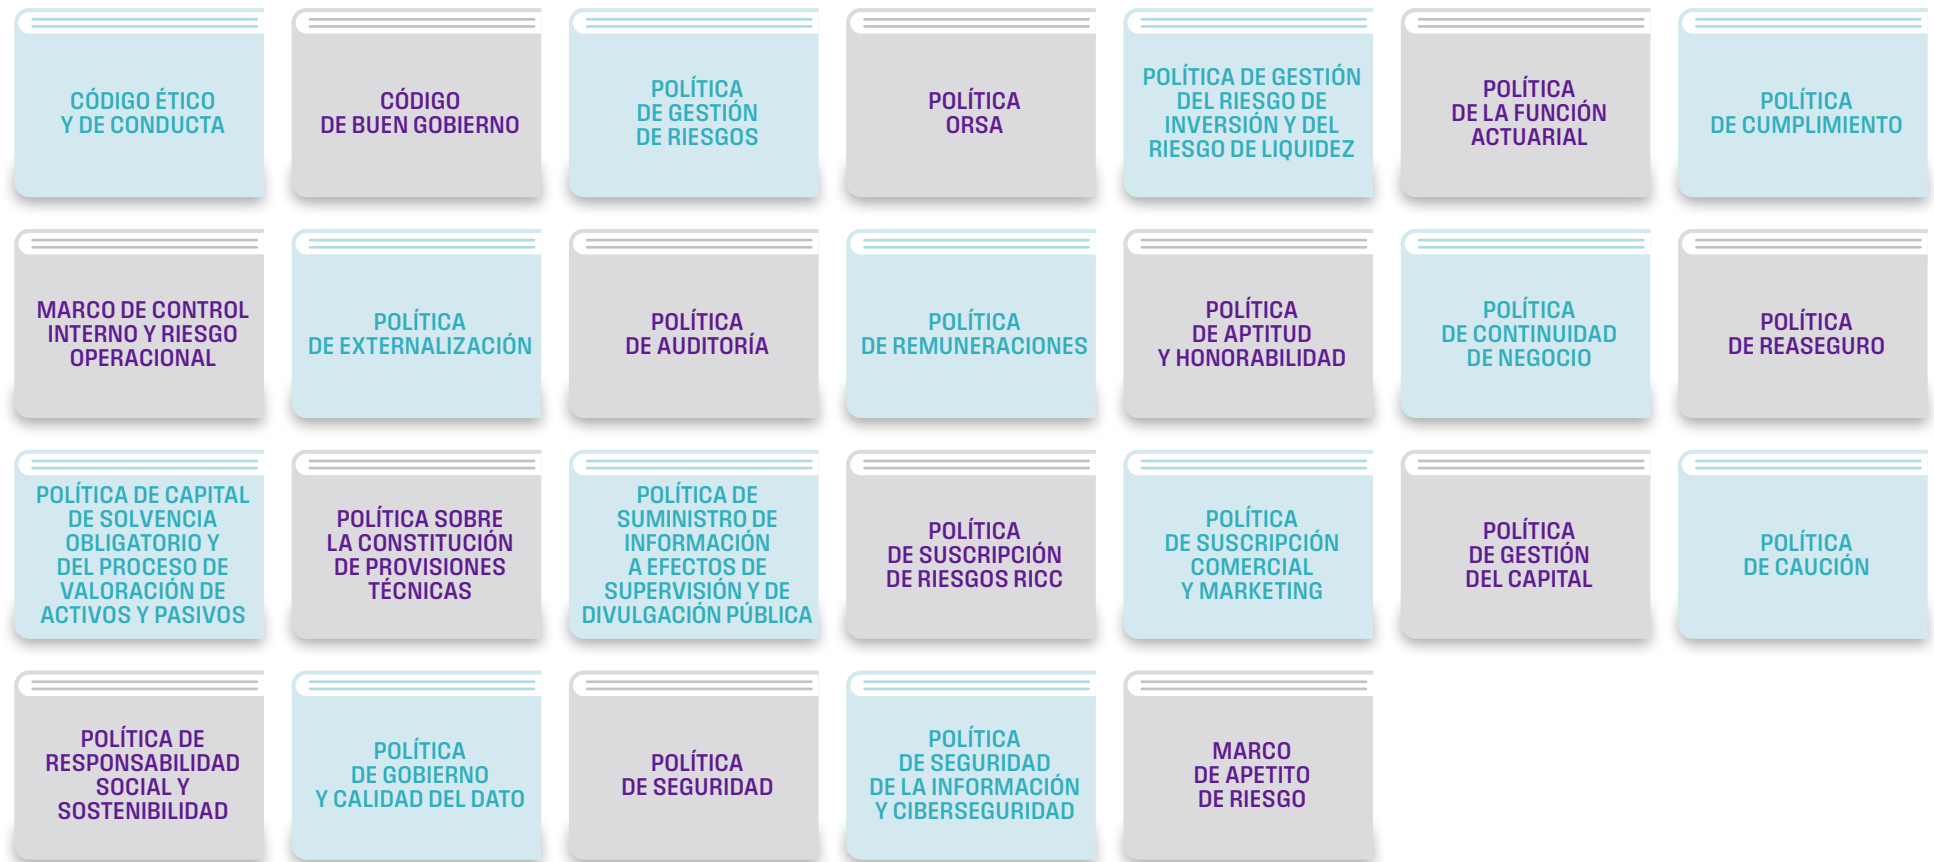 CÓDIGO ÉTICO
Y DE CONDUCTA
CÓDIGO
DE BUEN GOBIERNO
POLÍTICA
DE GESTIÓN
DE RIESGOS
POLÍTICA
ORSA
POLÍTICA DE GESTIÓN
DEL RIESGO DE
INVERSIÓN Y DEL
RIESGO DE LIQUIDEZ
POLÍTICA
DE LA FUNCIÓN
ACTUARIAL
POLÍTICA
DE CUMPLIMIENTO
MARCO DE CONTROL
INTERNO Y RIESGO
OPERACIONAL
POLÍTICA
DE EXTERNALIZACIÓN
POLÍTICA
DE AUDITORÍA
POLÍTICA
DE REMUNERACIONES
POLÍTICA
DE APTITUD
Y HONORABILIDAD
POLÍTICA
DE CONTINUIDAD
DE NEGOCIO
POLÍTICA
DE REASEGURO
POLÍTICA DE CAPITAL
DE SOLVENCIA
OBLIGATORIO Y
DEL PROCESO DE
VALORACIÓN DE
ACTIVOS Y PASIVOS
POLÍTICA SOBRE
LA CONSTITUCIÓN
DE PROVISIONES
TÉCNICAS
POLÍTICA DE
SUMINISTRO DE
INFORMACIÓN
A EFECTOS DE
SUPERVISIÓN Y DE
DIVULGACIÓN PÚBLICA
POLÍTICA
DE SUSCRIPCIÓN
DE RIESGOS RICC
POLÍTICA
DE SUSCRIPCIÓN
COMERCIAL
Y MARKETING
POLÍTICA
DE GESTIÓN
DEL CAPITAL
POLÍTICA
DE CAUCIÓN
POLÍTICA DE
RESPONSABILIDAD
SOCIAL Y
SOSTENIBILIDAD
POLÍTICA
DE GOBIERNO
Y CALIDAD DEL DATO
POLÍTICA
DE SEGURIDAD
POLÍTICA
DE SEGURIDAD
DE LA INFORMACIÓN
Y CIBERSEGURIDAD
MARCO
DE APETITO
DE RIESGO